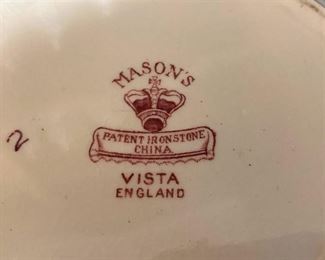 MASON'S
PATENT IRONSTONE
CHINA
VISTA
ENGLAND
2